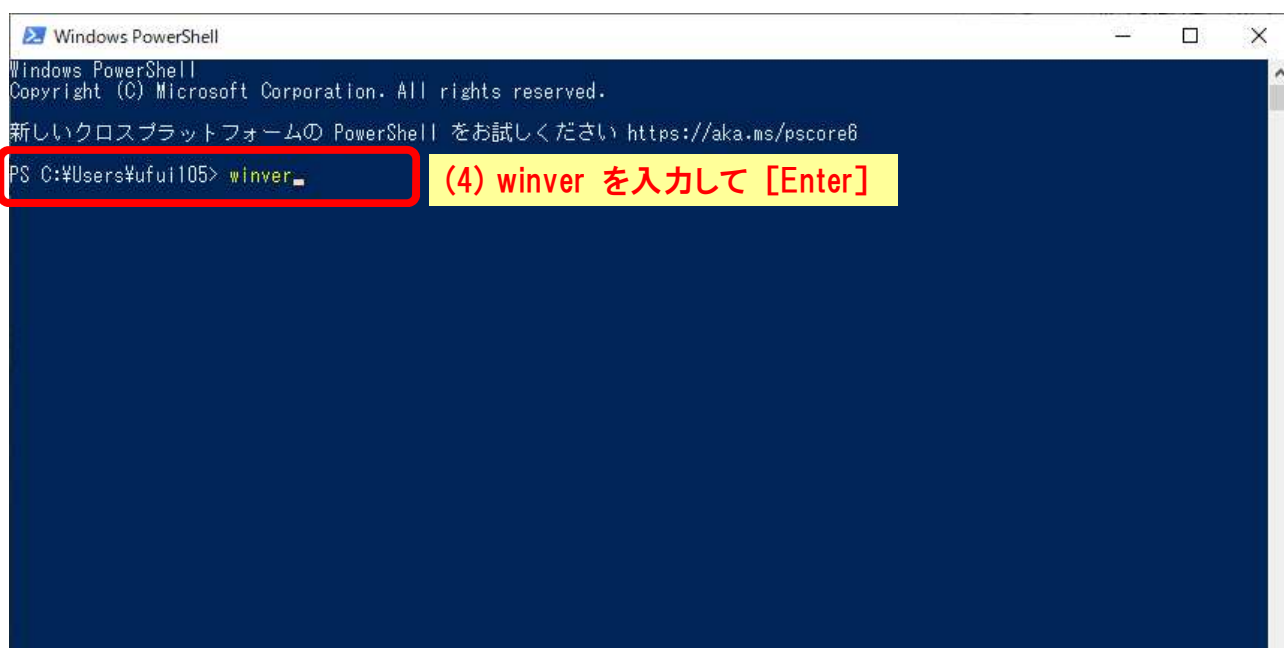 Windows PowerShell
Windows PowerShell
Copyright (C) Microsoft Corporation. All rights reserved.
新しいクロスプラットフォームの PowerShell をお試しください https://aka.ms/pscore6
PS C:¥Users¥ufui105> winver
(4) winver を入力して [Enter]